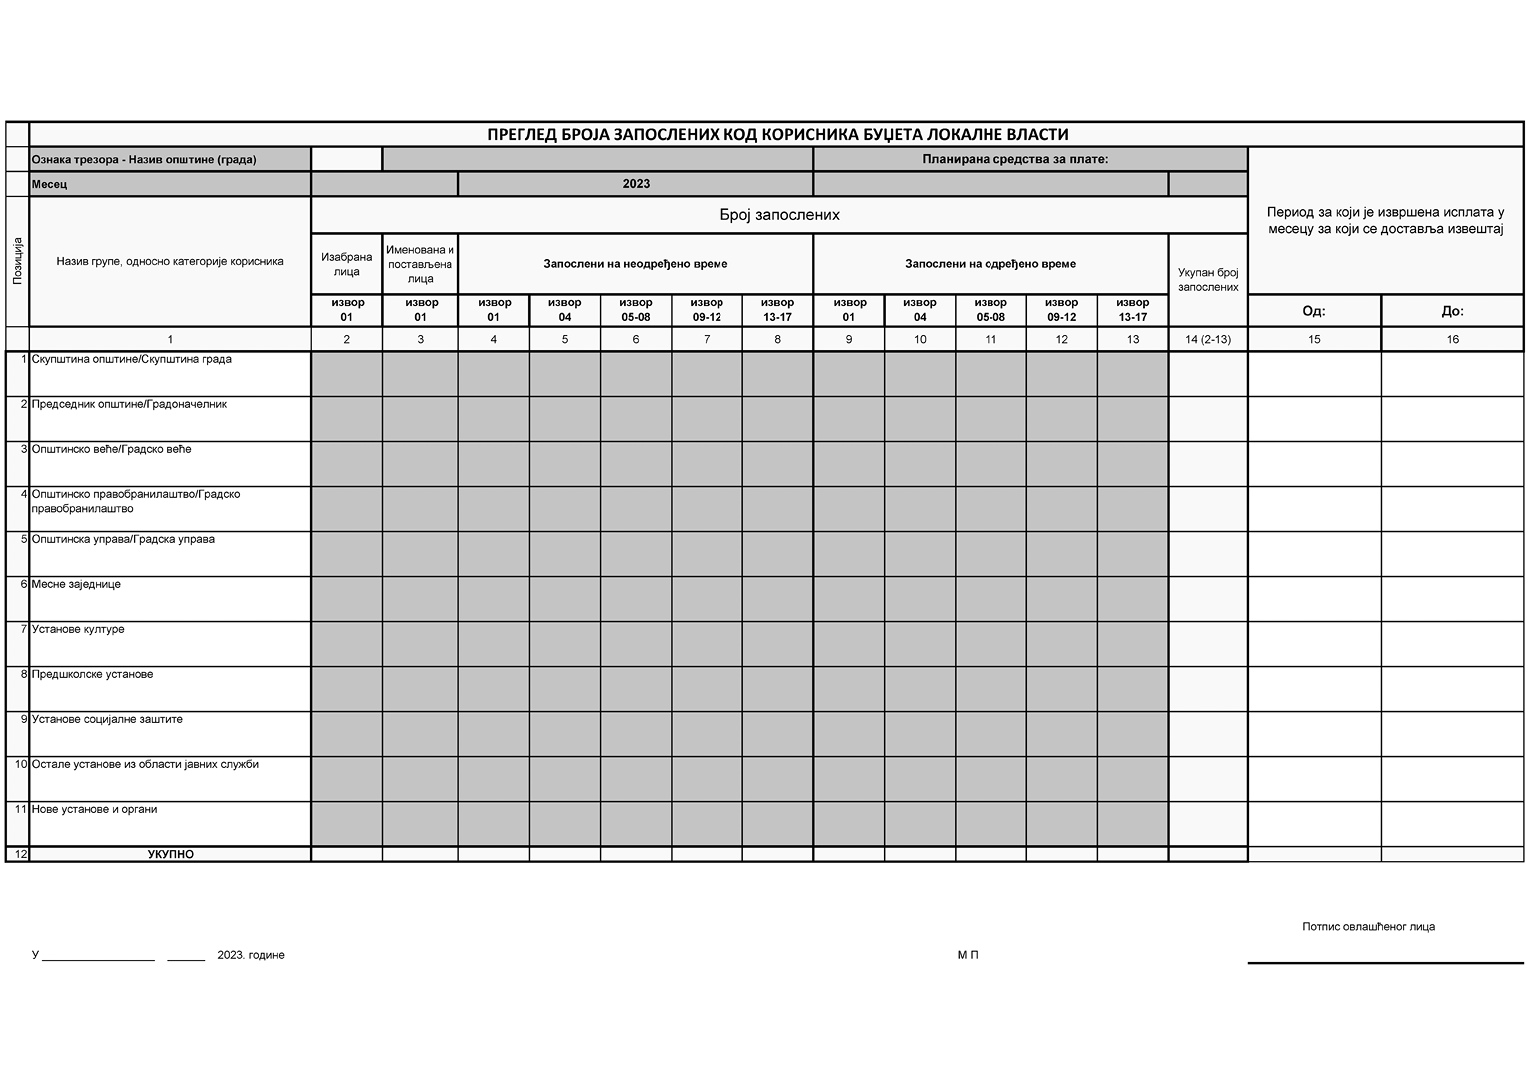 ПРЕГЛЕД БРОЈА ЗАПОСЛЕНИХ КОД КОРИСНИКА БУЏЕТА ЛОКАЛНЕ ВЛАСТИ
Ознака трезора - Назив општине (града) Планирана средства за плате:
Месец 2023
Позиција
Назив групе, односно категорије корисника
Број запослених
Период за који је извршена исплата у
месецу за који се доставља извештај
Изабрана
лица
Именована и
постављена
лица
Запослени на неодређено време
Запослени на сдређено време
Укупан број
запослених
извор извор извор извор извор извор извор извор извор извор извор извор
01 01 01 04 05-08 09-12 13-17 01 04 05-08 09-12 13-17
Од: До:
1 2 3 4 5 6 7 8 9 10 11 12 13 14 (2-13) 15 16
1 Скупштина општине/Скупштина града
2 Председник општине/Градоначелник
3 Општинско веће/Градско веће
4 Општинско правобранилаштво/Градско
правобранилаштво
5 Општинска управа/Градска управа
6 Месне заједнице
7 Установе културе
8 Предшколске установе
9 Установе социјалне заштите
10 Остале установе из области јавних служби
11 Нове установе и органи
12 УКУПНО
Потпис овлашћеног лица
У __________________ ______ 2023. године М П